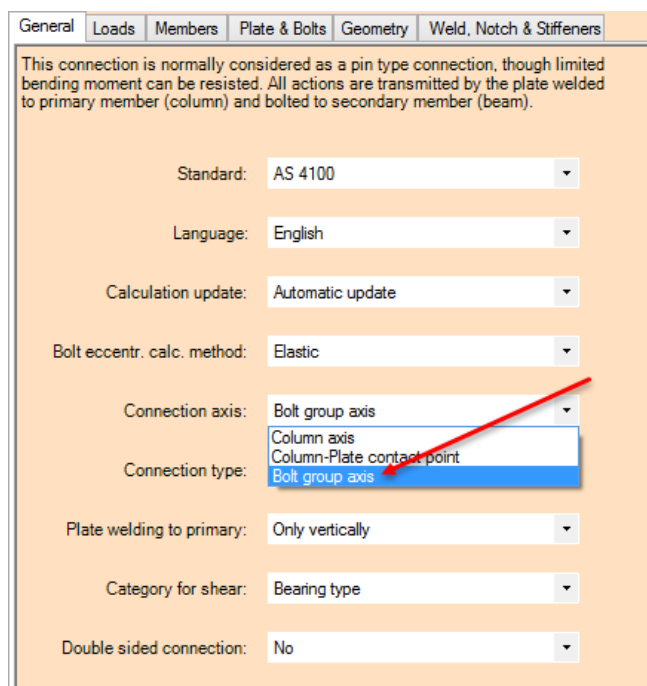 General Loads Members Plate & Bolts Geometry Weld, Notch & Stiffeners
This connection is normally considered as a pin type connection, though limited
bending moment can be resisted. All actions are transmitted by the plate welded
to primary member (column) and bolted to secondary member (beam).
Standard: AS 4100
Language: English
Calculation update: Automatic update
Bolt eccentr. calc. method: Elastic
Connection axis: Bolt group axis
Column axis
Column-Plate contact point
Connection type: Bolt group axis
Plate welding to primary: Only vertically
Category for shear: Bearing type
Double sided connection: No